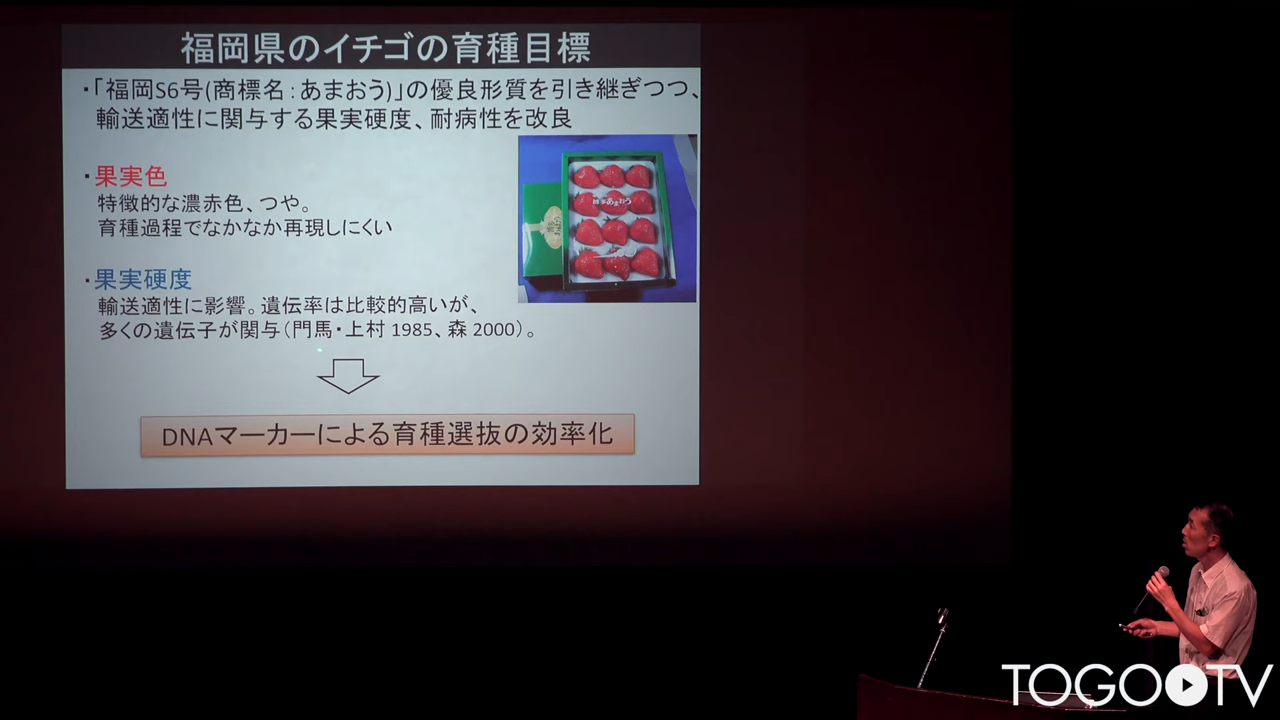 福岡県のイチゴの育種目標
・「福岡S6号(商標名：あまおう)」の優良形質を引き継ぎつつ、
輸送適性に関与する果実硬度、耐病性を改良
・果実色
特徴的な濃赤色、つや。
育種過程でなかなか再現しにくい
博多あまおう
・果実硬度
輸送適性に影響。遺伝率は比較的高いが、
多くの遺伝子が関与（門馬・上村 1985、森 2000）。
DNAマーカーによる育種選抜の効率化
TOGO TV